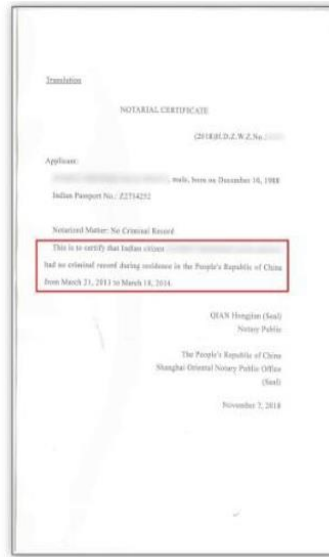 Translation
NOTARIAL CERTIFICATE
(2018)H.D.Z.W.Z.No.
Applicant:
, male, born on December 10, 1988
Indian Passport No.: Z2734252
Notarized Matter: No Criminal Record
This is to certify that Indian citizen
had no criminal record during residence in the People's Republic of China
from March 21, 2013 to March 18, 2014.
QIAN Hongjian (Seal)
Notary Public
The People's Republic of China
Shanghai Oriental Notary Public Office
(Seal)
November 7, 2018